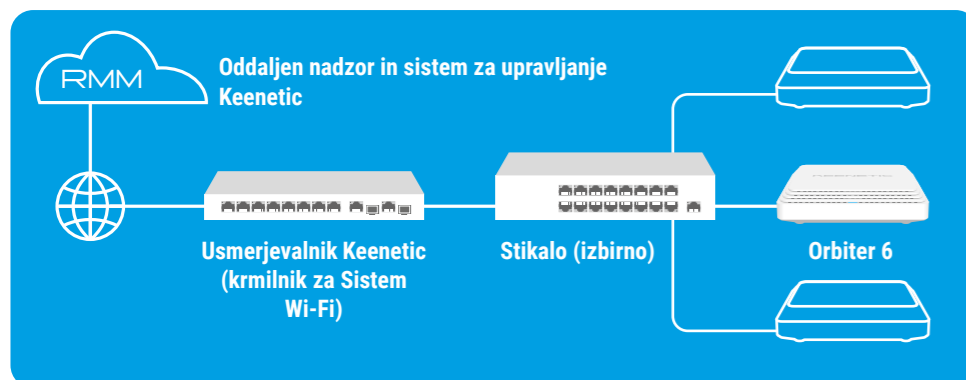 RMM
Oddaljen nadzor in sistem za upravljanje
Keenetic
Usmerjevalnik Keenetic
(krmilnik za Sistem
Wi-Fi)
Stikalo (izbirno)
KEENETIC
Orbiter 6